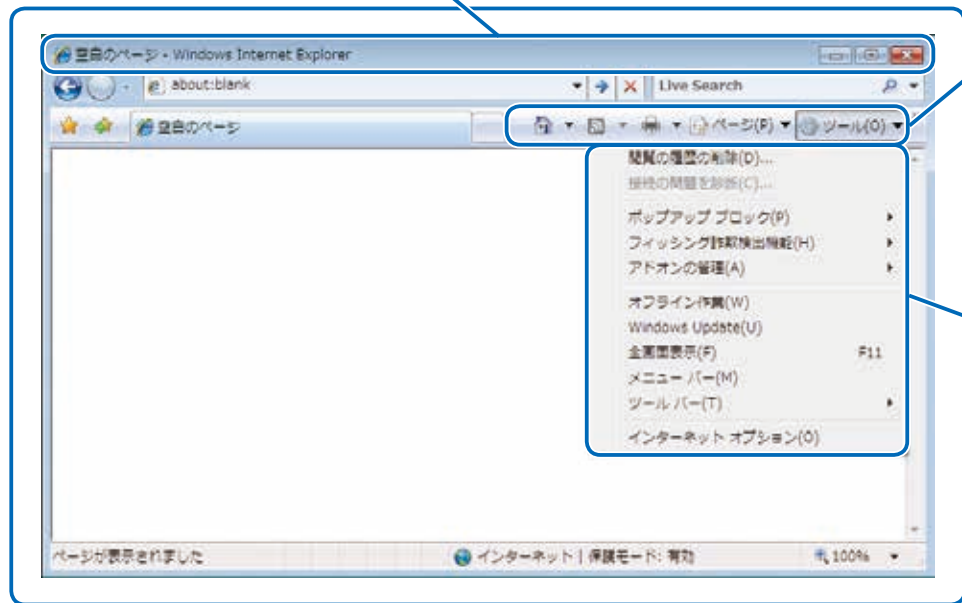 空白のページ - Windows Internet Explorer
about:blank
Live Search
空白のページ
ページ(P)
ツール(O)
閲覧の履歴の削除(D)...
接続の問題を診断(C)...
ポップアップ ブロック(P)
フィッシング詐欺検出機能(H)
アドオンの管理(A)
オフライン作業(W)
Windows Update(U)
全画面表示(F) F11
メニュー バー(M)
ツール バー(T)
インターネット オプション(O)
ページが表示されました
インターネット | 保護モード: 有効
100%